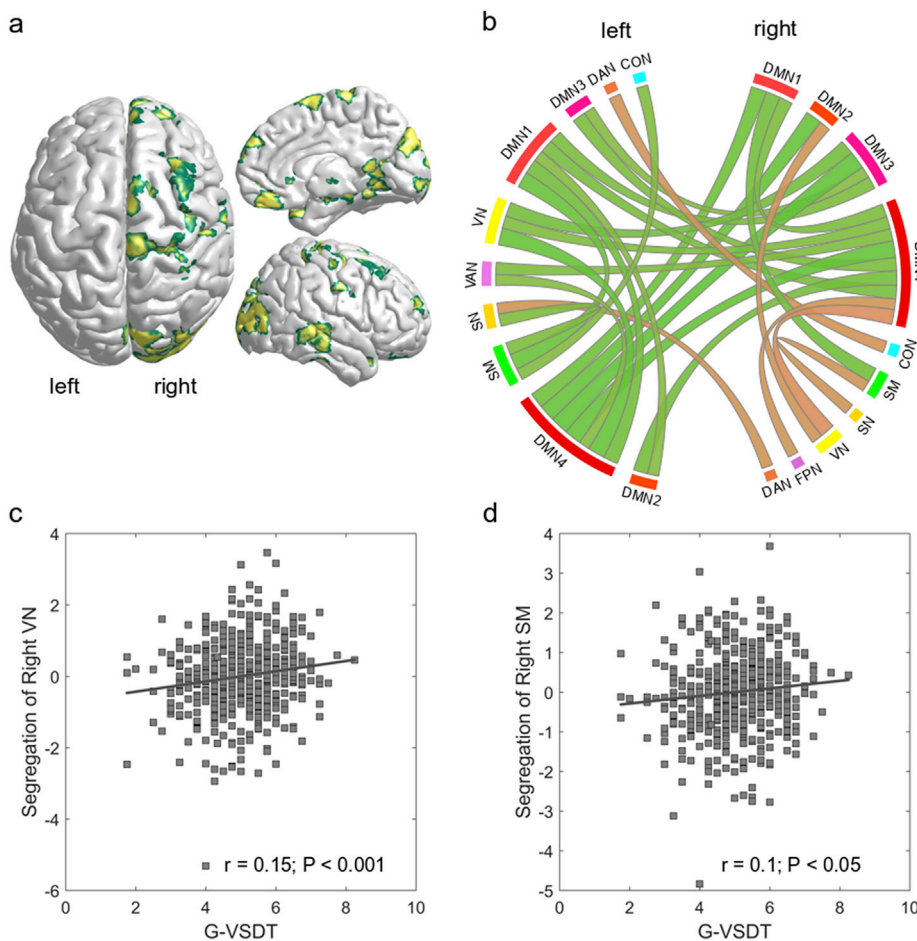 a
left
right
b
left
right
DMN1
DMN3
DAN
CON
VN
VAN
SN
SM
DMN4
DMN2
DMN1
DMN2
DMN3
CON
SM
SN
VN
FPN
DAN
c
Segregation of Right VN
4
2
0
-2
-4
-6
0
2
4
6
8
10
r = 0.15; P < 0.001
G-VSDT
d
Segregation of Right SM
4
3
2
1
0
-1
-2
-3
-4
-5
0
2
4
6
8
10
r = 0.1; P < 0.05
G-VSDT